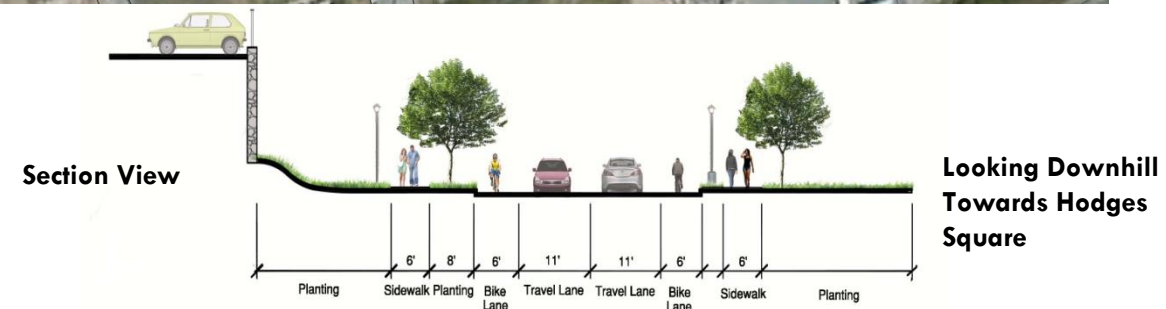 Section View
Looking Downhill
Towards Hodges
Square
6' 8' 6' 11' 11' 6' 6'
Planting Sidewalk Planting Bike Lane Travel Lane Travel Lane Bike Lane Sidewalk Planting